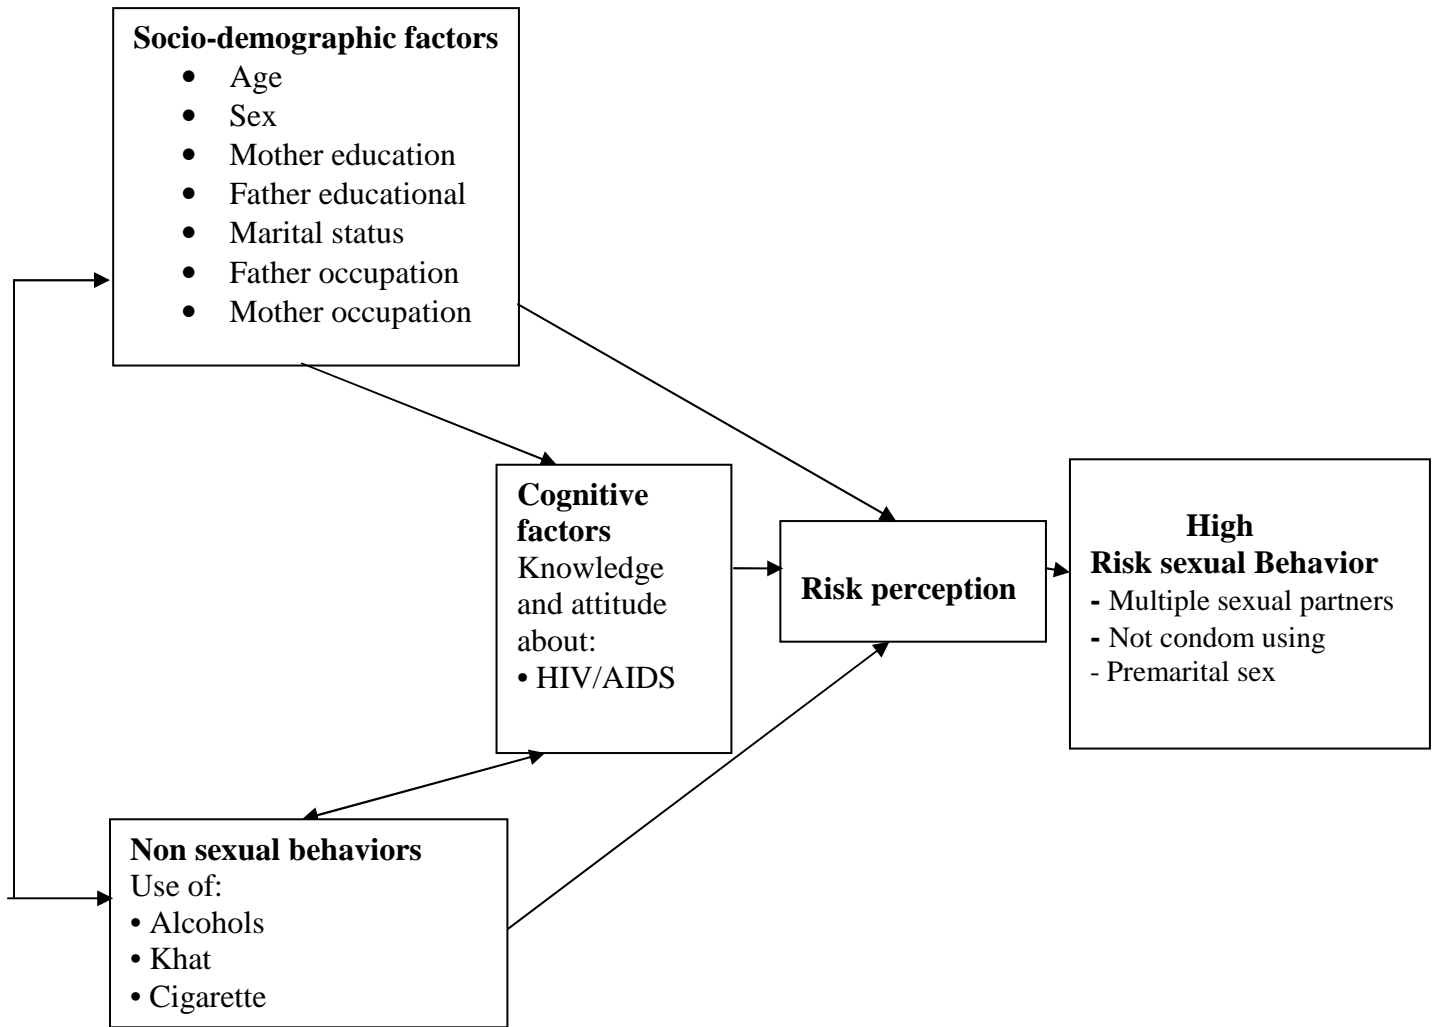 Socio-demographic factors
• Age
• Sex
• Mother education
• Father educational
• Marital status
• Father occupation
• Mother occupation
Cognitive
factors
Knowledge
and attitude
about:
• HIV/AIDS
Risk perception
High
Risk sexual Behavior
- Multiple sexual partners
- Not condom using
- Premarital sex
Non sexual behaviors
Use of:
• Alcohols
• Khat
• Cigarette